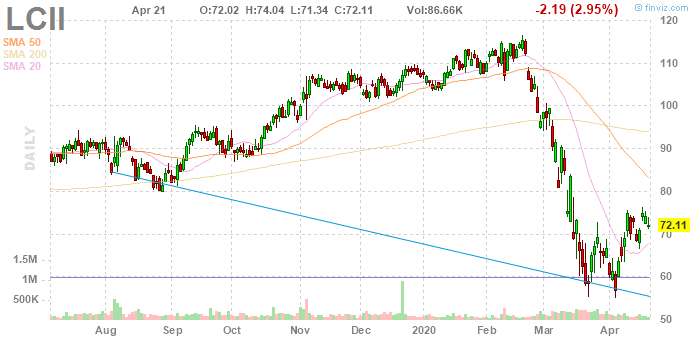 LCII
Apr 21 O:72.02 H:74.04 L:71.34 C:72.11 Vol:86.66K -2.19 (2.95%)
© finviz.com
SMA 50
SMA 200
SMA 20
DAILY
120
110
100
90
80
72.11
70
60
50
1.5M
1M
500K
Aug Sep Oct Nov Dec 2020 Feb Mar Apr